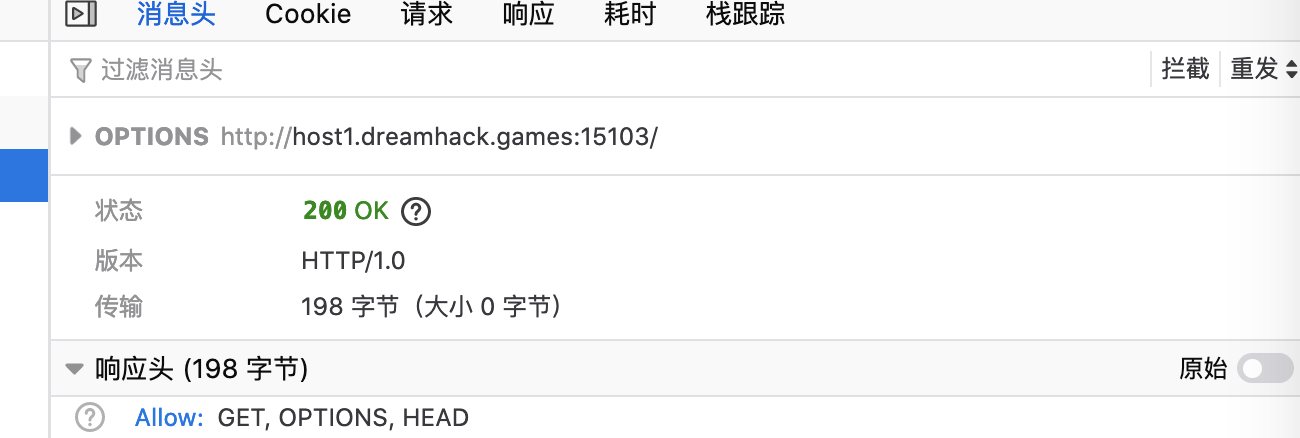 消息头 Cookie 请求 响应 耗时 栈跟踪
过滤消息头 拦截 重发
OPTIONS http://host1.dreamhack.games:15103/
状态 200 OK
版本 HTTP/1.0
传输 198 字节（大小 0 字节）
响应头 (198 字节) 原始
Allow: GET, OPTIONS, HEAD